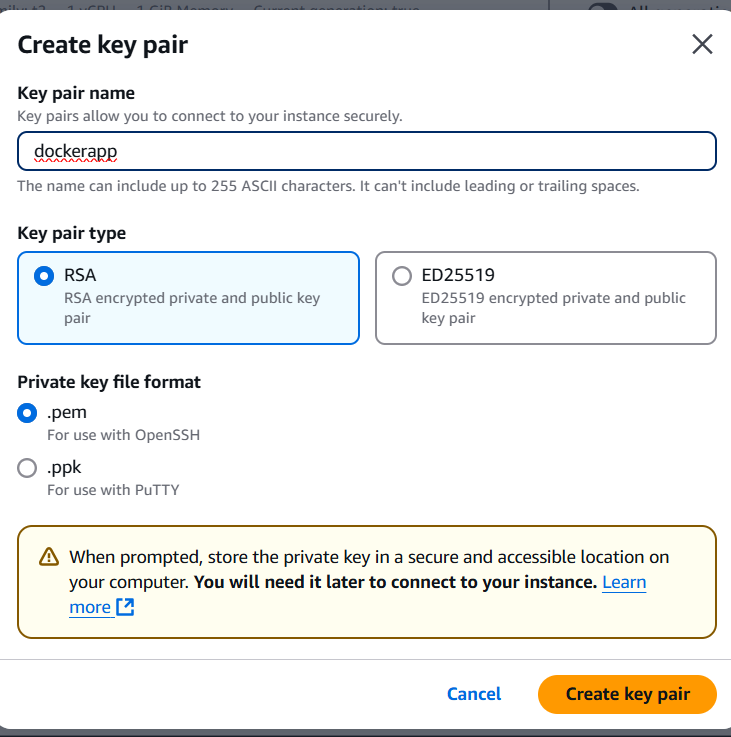 Create key pair
Key pair name
Key pairs allow you to connect to your instance securely.
dockerapp
The name can include up to 255 ASCII characters. It can't include leading or trailing spaces.
Key pair type
RSA
RSA encrypted private and public key
pair
ED25519
ED25519 encrypted private and public
key pair
Private key file format
.pem
For use with OpenSSH
.ppk
For use with PuTTY
When prompted, store the private key in a secure and accessible location on
your computer. You will need it later to connect to your instance. Learn
more
Cancel
Create key pair